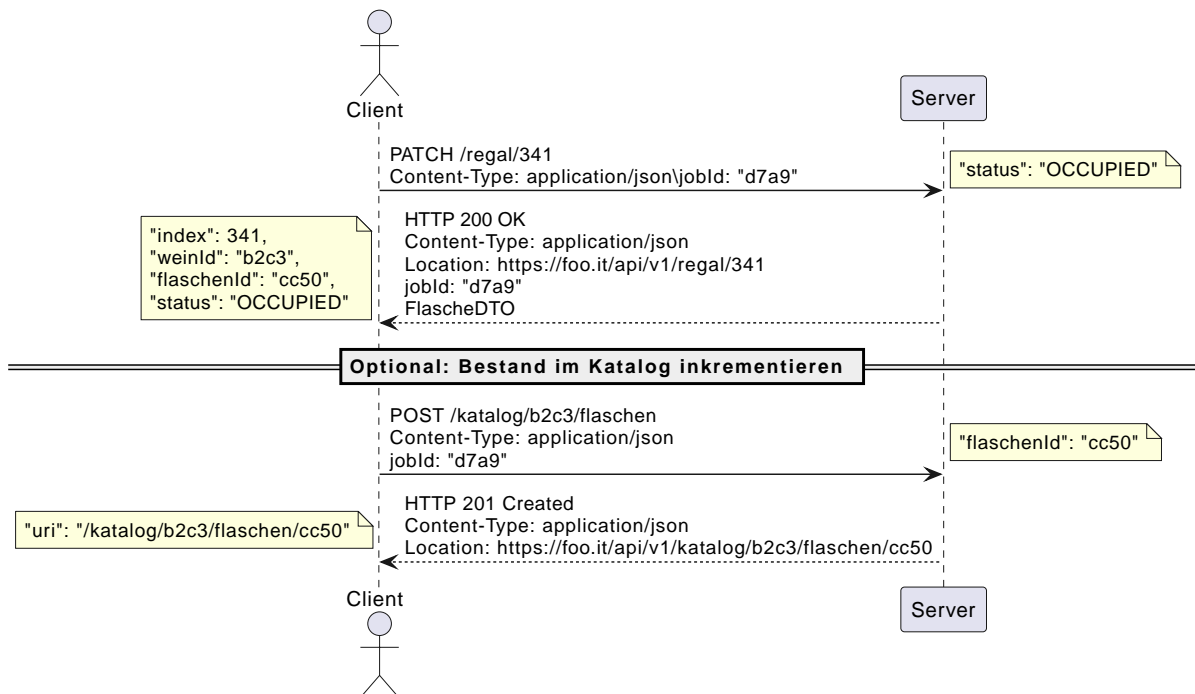 Client
Server
PATCH /regal/341
Content-Type: application/json\jobId: "d7a9"
"status": "OCCUPIED"
"index": 341,
"weinId": "b2c3",
"flaschenId": "cc50",
"status": "OCCUPIED"
HTTP 200 OK
Content-Type: application/json
Location: https://foo.it/api/v1/regal/341
jobId: "d7a9"
FlascheDTO
Optional: Bestand im Katalog inkrementieren
POST /katalog/b2c3/flaschen
Content-Type: application/json
jobId: "d7a9"
"flaschenId": "cc50"
"uri": "/katalog/b2c3/flaschen/cc50"
HTTP 201 Created
Content-Type: application/json
Location: https://foo.it/api/v1/katalog/b2c3/flaschen/cc50
Client
Server